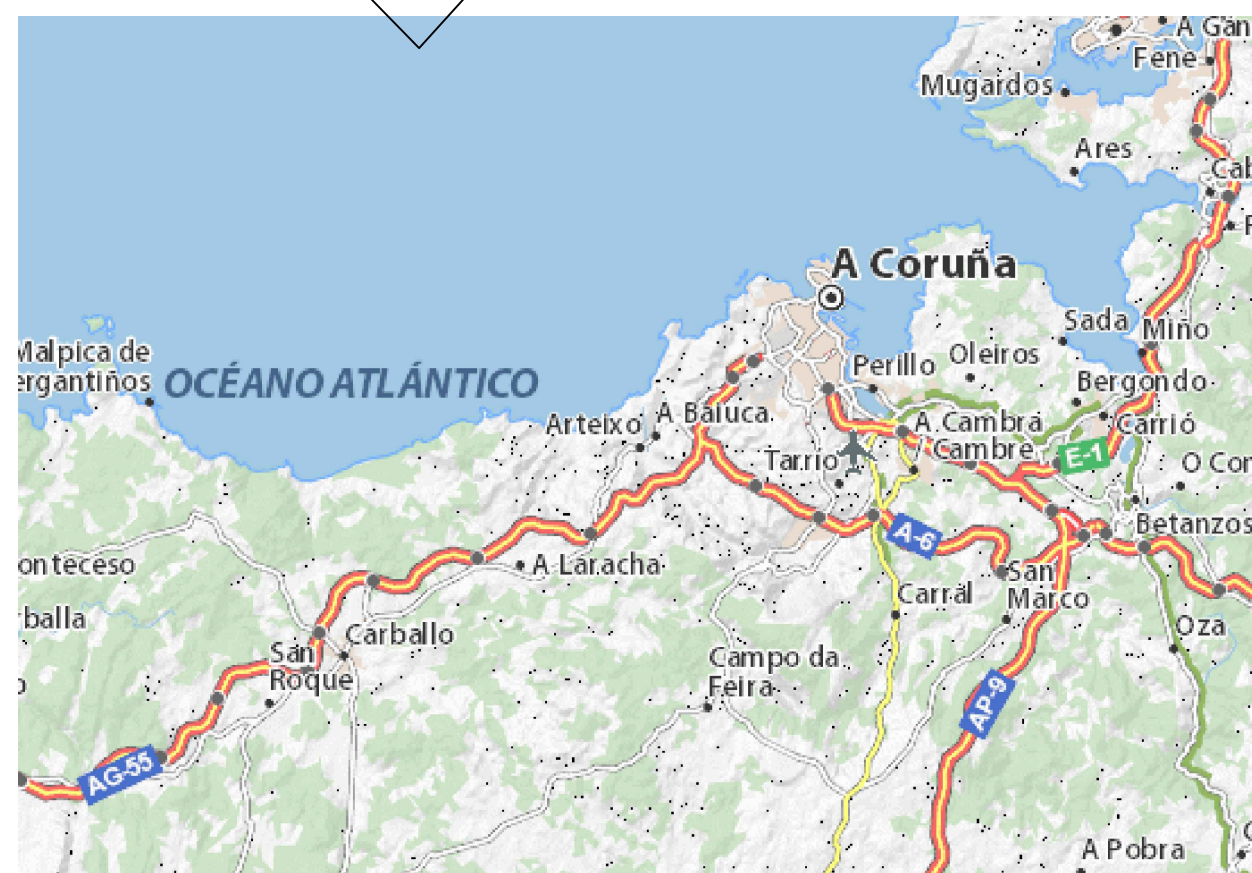 A Gán
Fene
Mugardos
Ares
Cab
A Coruña
Sada
Miño
Malpica de
ergantiños
OCÉANO ATLÁNTICO
Perillo
Oleiros
Bergondo
Arteixo
A Baiuca
A Cambra
Carrió
Cambre
Tarrio
E-1
O Cor
Betanzos
A-6
onteceso
A Laracha
San
Marco
Carral
balla
Carballo
San
Roque
Oza
Campo da
Feira
AP-9
AG-55
A Pobra